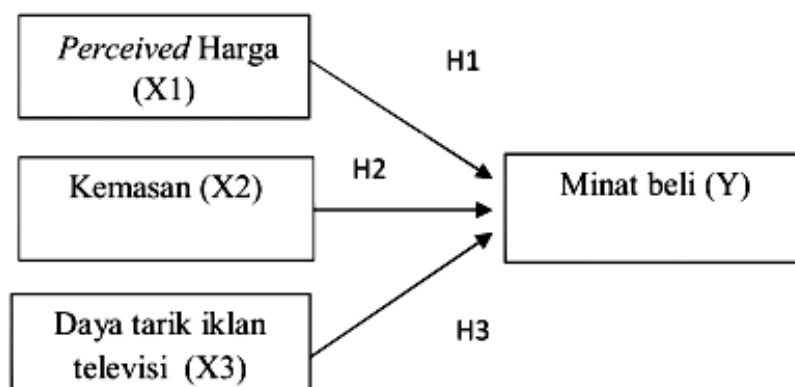 Perceived Harga
(X1)
H1
Kemasan (X2)
H2
Minat beli (Y)
Daya tarik iklan
televisi (X3)
H3